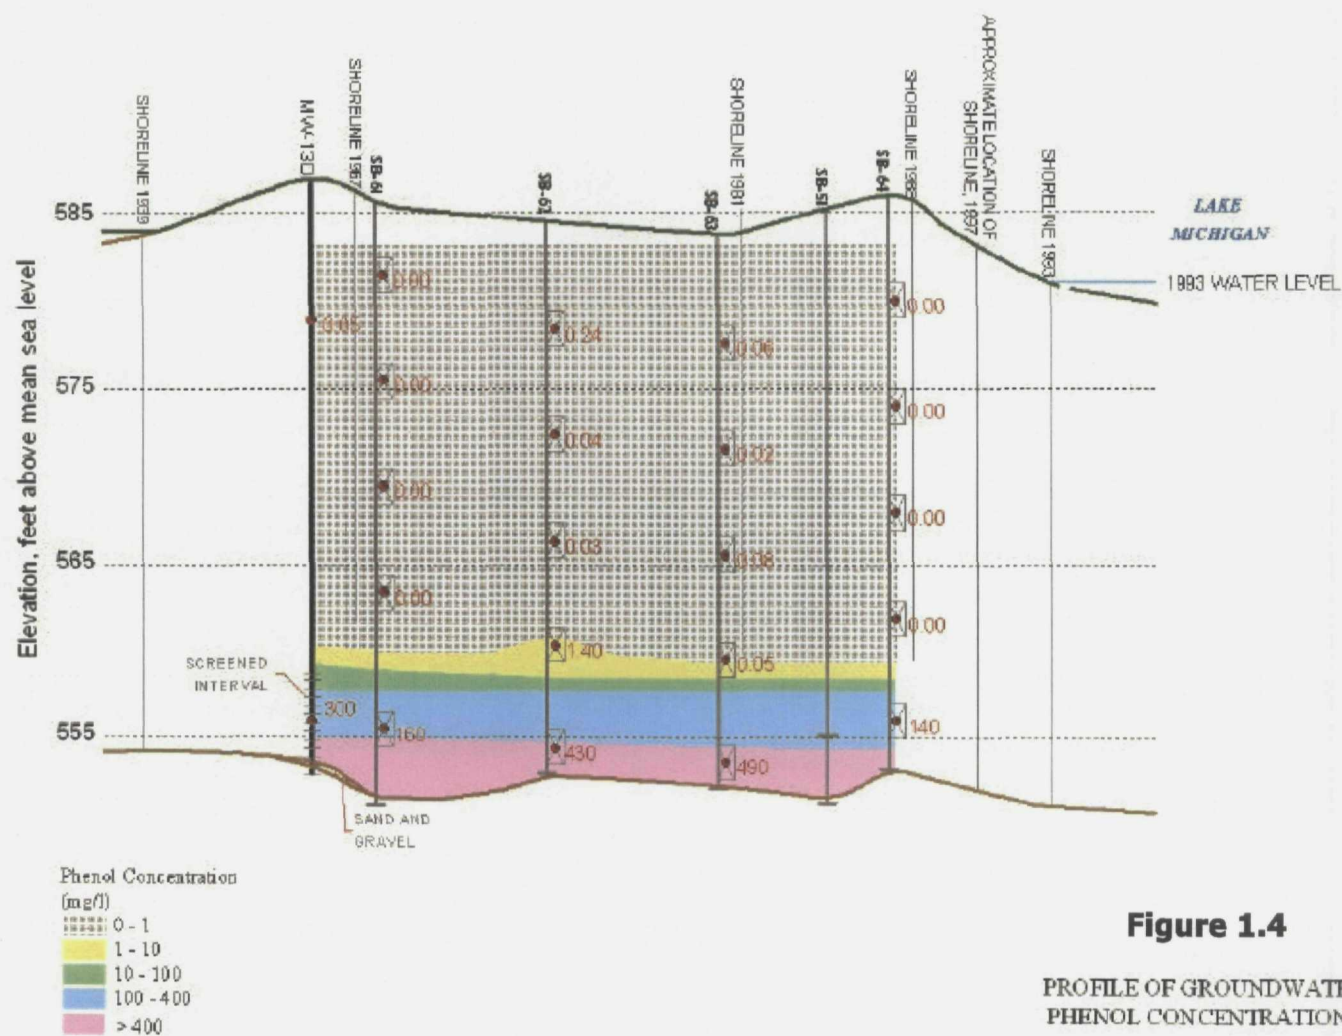 SHORELINE 1939
MW-13D
SHORELINE 1967
SB-61
SB-62
SB-63
SHORELINE 1981
SB-51
SB-64
SHORELINE
APPROXIMATE LOCATION OF
SHORELINE, 1997
SHORELINE 1993
LAKE
MICHIGAN
1993 WATER LEVEL
Elevation, feet above mean sea level
585
575
565
555
0.05
300
0.00
0.00
0.00
0.00
160
0.24
0.04
0.03
1.40
430
0.06
0.02
0.08
0.05
490
0.00
0.00
0.00
0.00
140
SCREENED
INTERVAL
SAND AND
GRAVEL
Phenol Concentration
(mg/l)
0 - 1
1 - 10
10 - 100
100 - 400
> 400
Figure 1.4
PROFILE OF GROUNDWATE
PHENOL CONCENTRATION